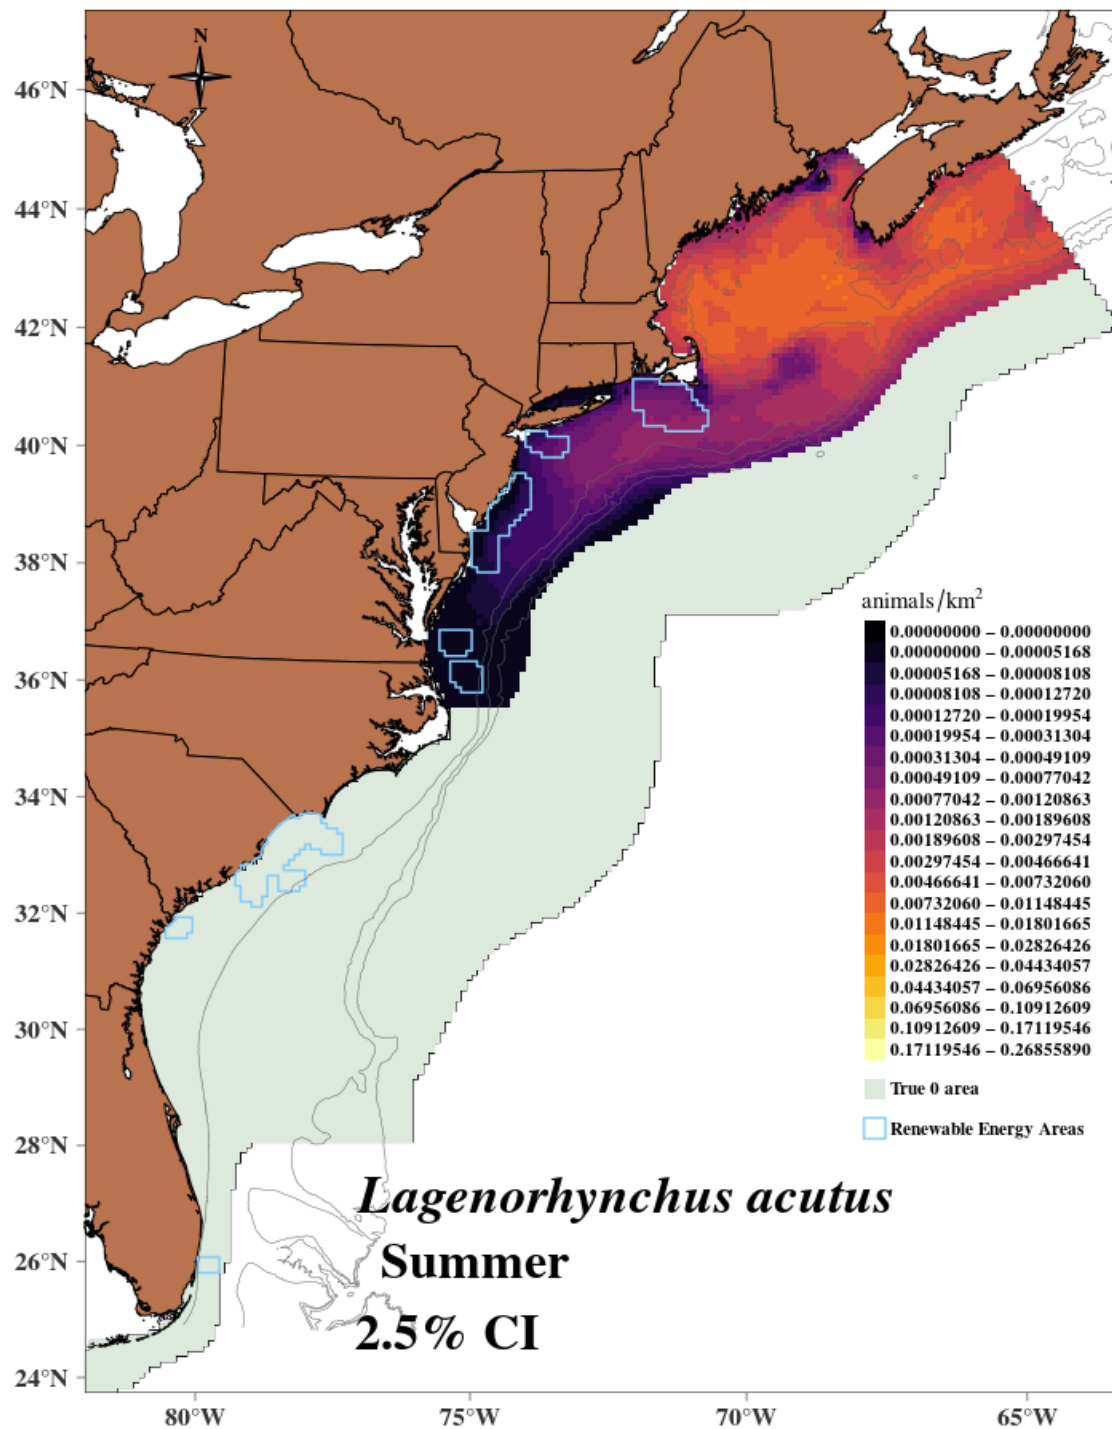 N
46°N
44°N
42°N
40°N
38°N
36°N
34°N
32°N
30°N
28°N
26°N
24°N
80°W
75°W
70°W
65°W
animals/km²
0.00000000 – 0.00000000
0.00000000 – 0.00005168
0.00005168 – 0.00008108
0.00008108 – 0.00012720
0.00012720 – 0.00019954
0.00019954 – 0.00031304
0.00031304 – 0.00049109
0.00049109 – 0.00077042
0.00077042 – 0.00120863
0.00120863 – 0.00189608
0.00189608 – 0.00297454
0.00297454 – 0.00466641
0.00466641 – 0.00732060
0.00732060 – 0.01148445
0.01148445 – 0.01801665
0.01801665 – 0.02826426
0.02826426 – 0.04434057
0.04434057 – 0.06956086
0.06956086 – 0.10912609
0.10912609 – 0.17119546
0.17119546 – 0.26855890
True 0 area
Renewable Energy Areas
Lagenorhynchus acutus
Summer
2.5% CI